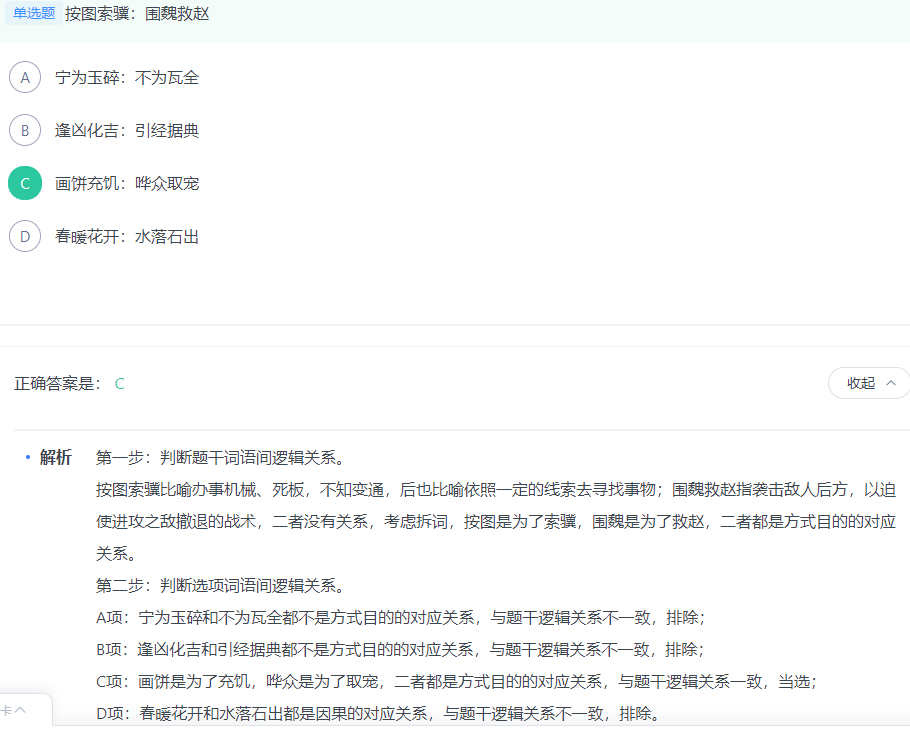 单选题 按图索骥：围魏救赵
A 宁为玉碎：不为瓦全
B 逢凶化吉：引经据典
C 画饼充饥：哗众取宠
D 春暖花开：水落石出
正确答案是： C
收起
解析 第一步：判断题干词语间逻辑关系。
按图索骥比喻办事机械、死板，不知变通，后也比喻依照一定的线索去寻找事物；围魏救赵指袭击敌人后方，以迫
使进攻之敌撤退的战术，二者没有关系，考虑拆词，按图是为了索骥，围魏是为了救赵，二者都是方式目的的对应
关系。
第二步：判断选项词语间逻辑关系。
A项：宁为玉碎和不为瓦全都不是方式目的的对应关系，与题干逻辑关系不一致，排除；
B项：逢凶化吉和引经据典都不是方式目的的对应关系，与题干逻辑关系不一致，排除；
C项：画饼是为了充饥，哗众是为了取宠，二者都是方式目的的对应关系，与题干逻辑关系一致，当选；
卡
D项：春暖花开和水落石出都是因果的对应关系，与题干逻辑关系不一致，排除。